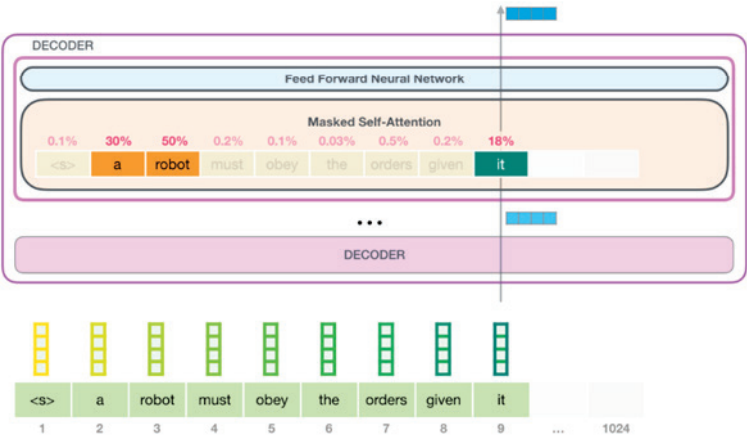 DECODER
Feed Forward Neural Network
Masked Self-Attention
0.1% 30% 50% 0.2% 0.1% 0.03% 0.5% 0.2% 18%
<s> a robot must obey the orders given it
...
DECODER
<s> a robot must obey the orders given it
1 2 3 4 5 6 7 8 9 ... 1024